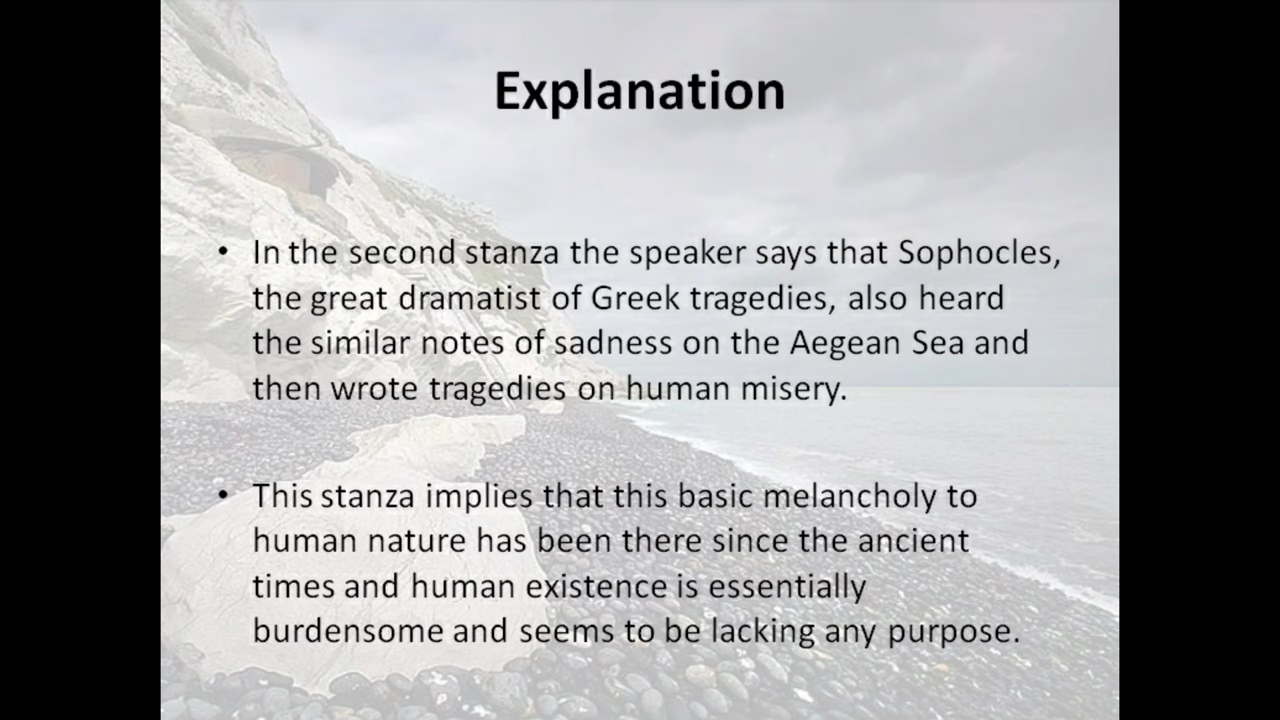 Explanation
• In the second stanza the speaker says that Sophocles,
the great dramatist of Greek tragedies, also heard
the similar notes of sadness on the Aegean Sea and
then wrote tragedies on human misery.
• This stanza implies that this basic melancholy to
human nature has been there since the ancient
times and human existence is essentially
burdensome and seems to be lacking any purpose.